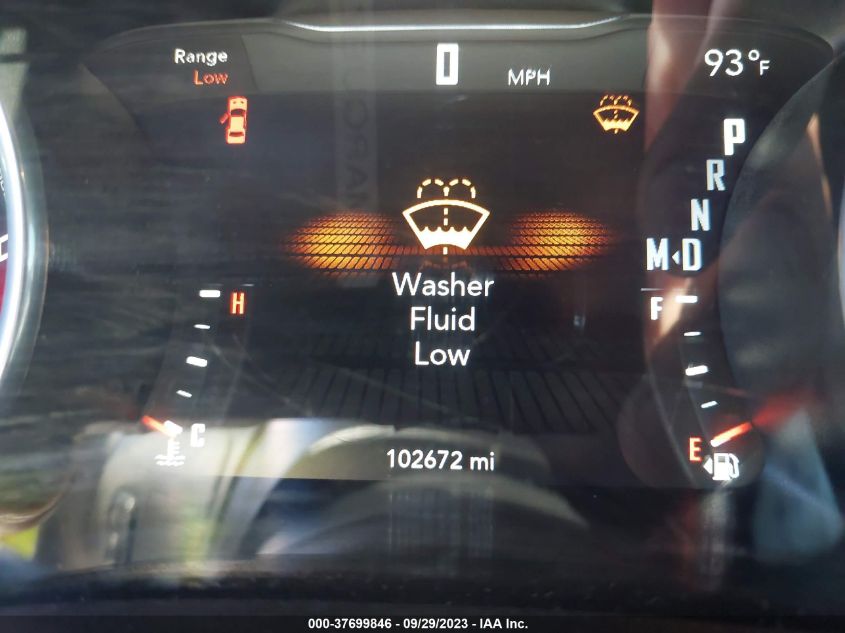 Range
Low
0 MPH
93°F
P
R
N
M D
Washer
Fluid
Low
H
C
F
E
102672 mi
000-37699846 - 09/29/2023 - IAA Inc.